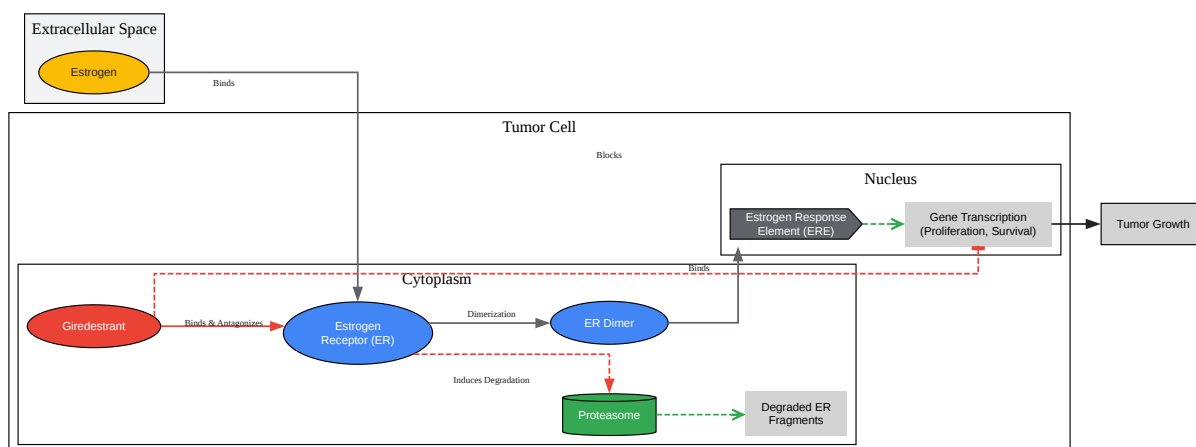 Extracellular Space
Estrogen
Binds
Tumor Cell
Blocks
Nucleus
Estrogen Response
Element (ERE)
Gene Transcription
(Proliferation, Survival)
Tumor Growth
Binds
Cytoplasm
Giredestrant
Binds & Antagonizes
Estrogen
Receptor (ER)
Dimerization
ER Dimer
Induces Degradation
Proteasome
Degraded ER
Fragments